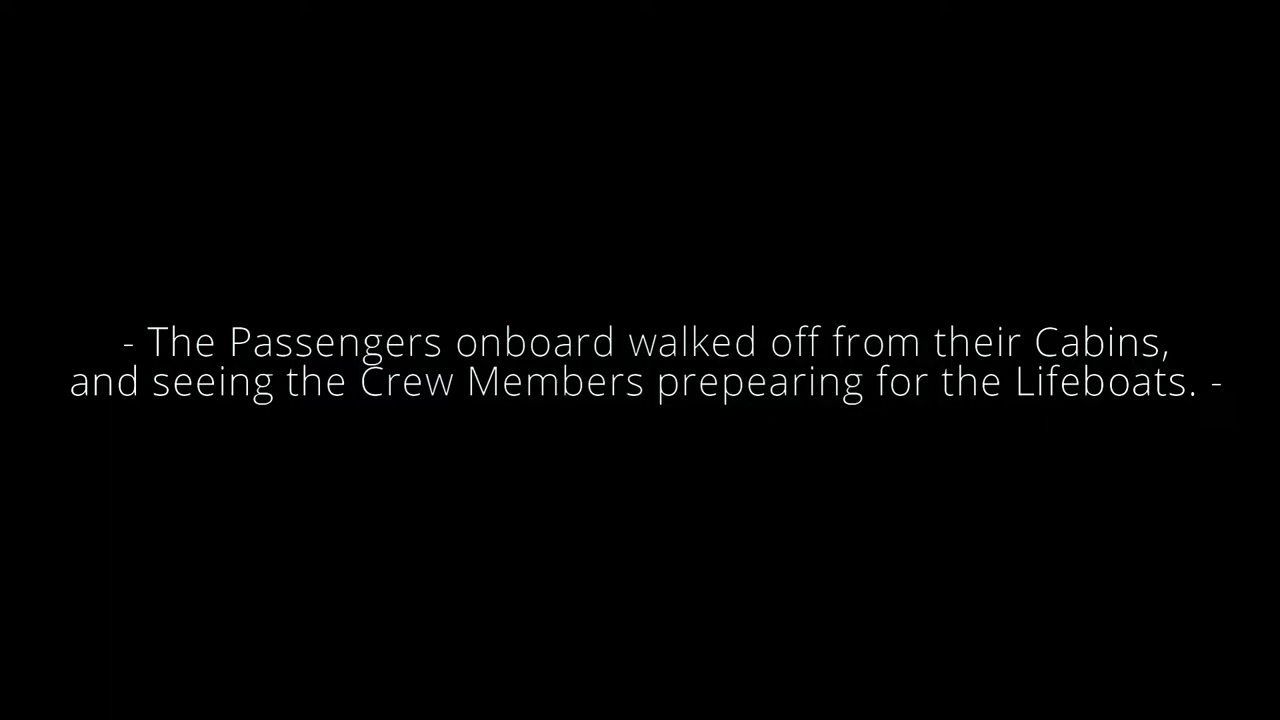 - The Passengers onboard walked off from their Cabins,
and seeing the Crew Members prepearing for the Lifeboats. -